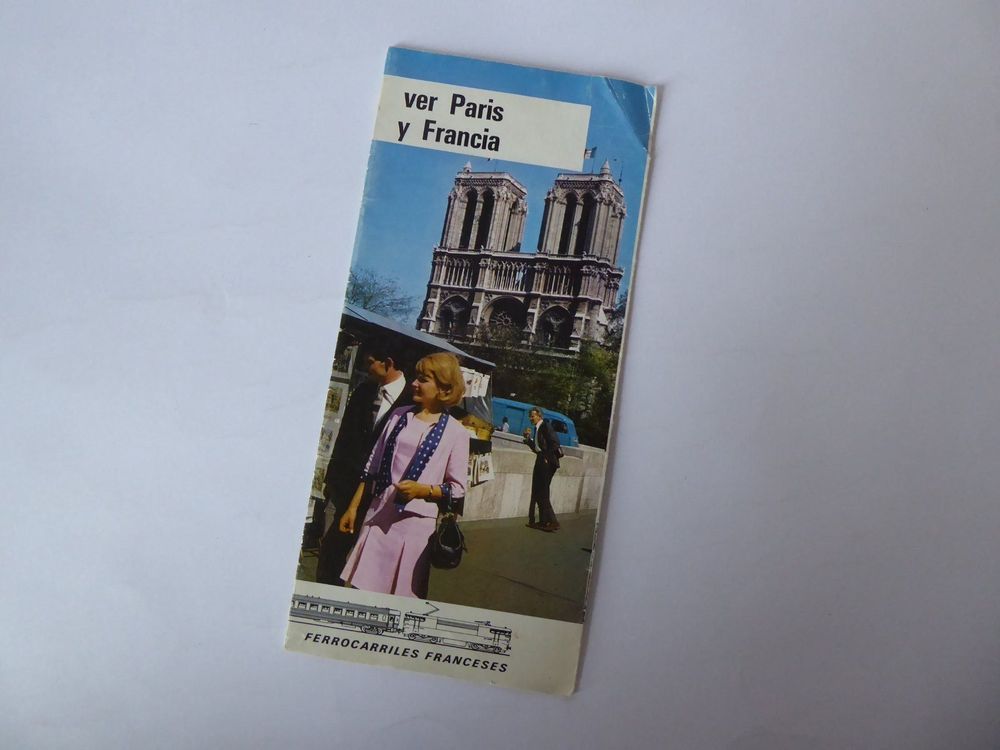 ver Paris
y Francia
FERROCARRILES FRANCESES